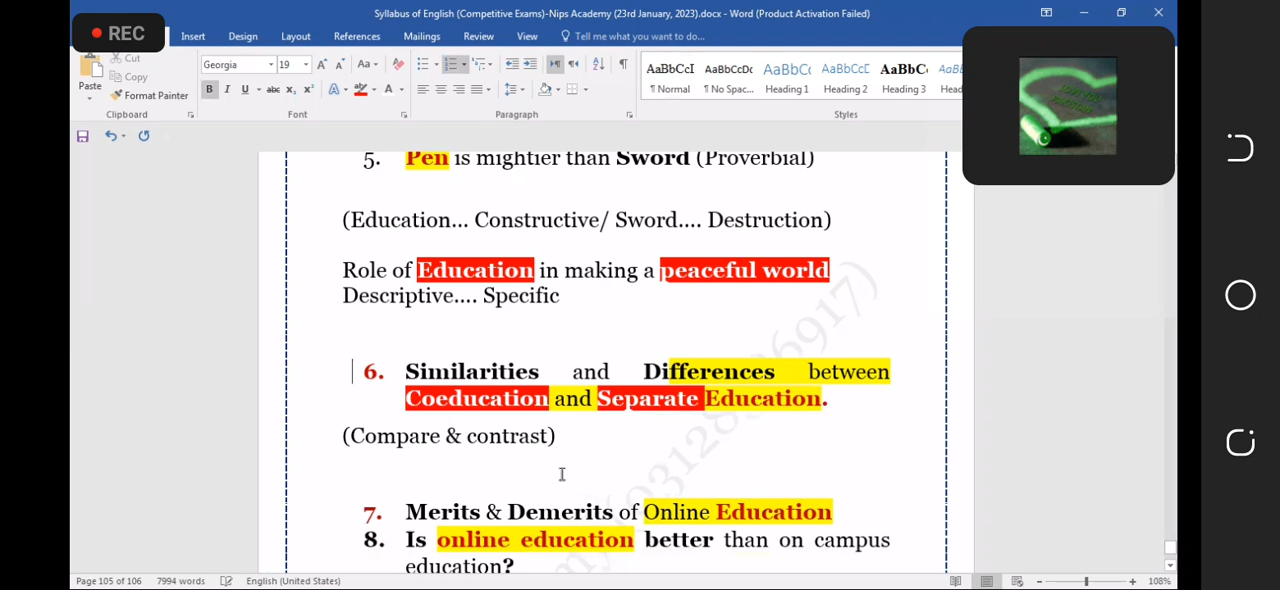 Syllabus of English (Competitive Exams)-Nips Academy (23rd January, 2023).docx - Word (Product Activation Failed)
REC
Insert Design Layout References Mailings Review View Tell me what you want to do...
Cut
Copy
Paste
Format Painter
Georgia 19
AaBbCcI AaBbCcDc AaBbC AaBbCc AaBbC AaB
¶ Normal ¶ No Spac... Heading 1 Heading 2 Heading 3 Head
Clipboard Font Paragraph Styles
5. Pen is mightier than Sword (Proverbial)
(Education... Constructive/ Sword.... Destruction)
Role of Education in making a peaceful world
Descriptive.... Specific
6. Similarities and Differences between
Coeducation and Separate Education.
(Compare & contrast)
7. Merits & Demerits of Online Education
8. Is online education better than on campus
education?
Page 105 of 106 7994 words English (United States) 108%